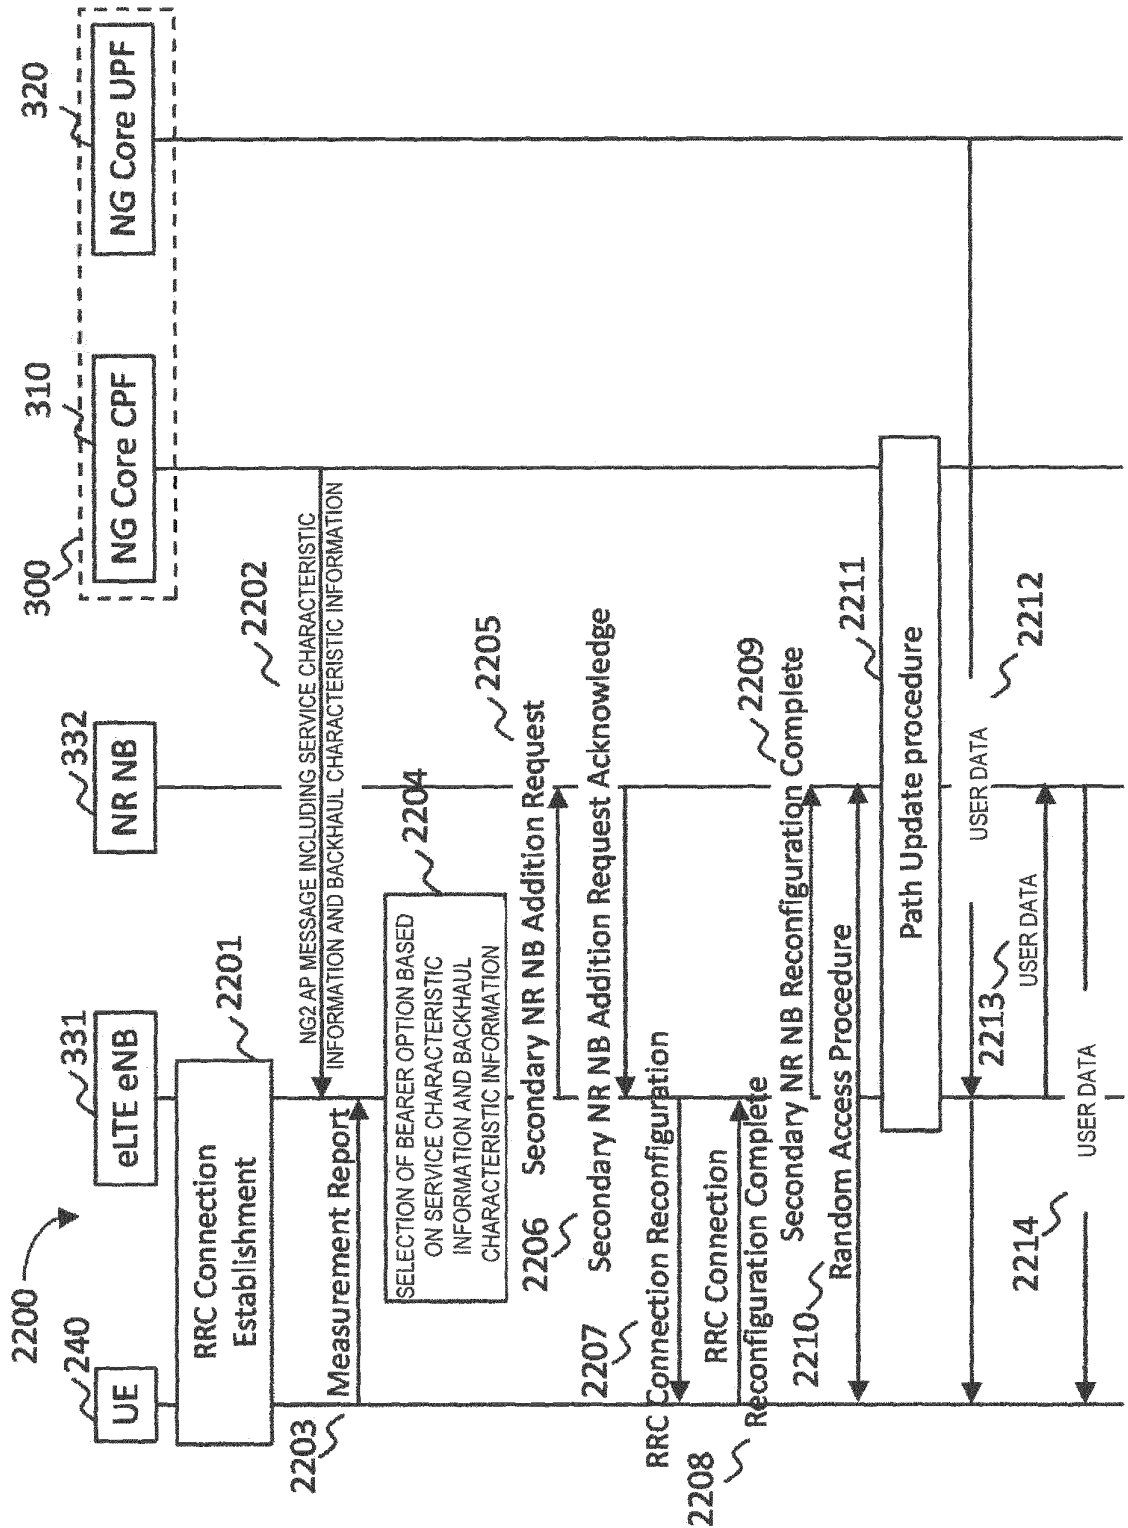 2200
240
UE
331
eLTE eNB
332
NR NB
300
310
NG Core CPF
320
NG Core UPF
2201
RRC Connection
Establishment
2202
NG2 AP MESSAGE INCLUDING SERVICE CHARACTERISTIC
INFORMATION AND BACKHAUL CHARACTERISTIC INFORMATION
2203
Measurement Report
2204
SELECTION OF BEARER OPTION BASED
ON SERVICE CHARACTERISTIC
INFORMATION AND BACKHAUL
CHARACTERISTIC INFORMATION
2205
Secondary NR NB Addition Request
2206
Secondary NR NB Addition Request Acknowledge
2207
RRC Connection Reconfiguration
2208
RRC Connection
Reconfiguration Complete
2209
Secondary NR NB Reconfiguration Complete
2210
Random Access Procedure
2211
Path Update procedure
USER DATA
2212
2213
USER DATA
USER DATA
2214